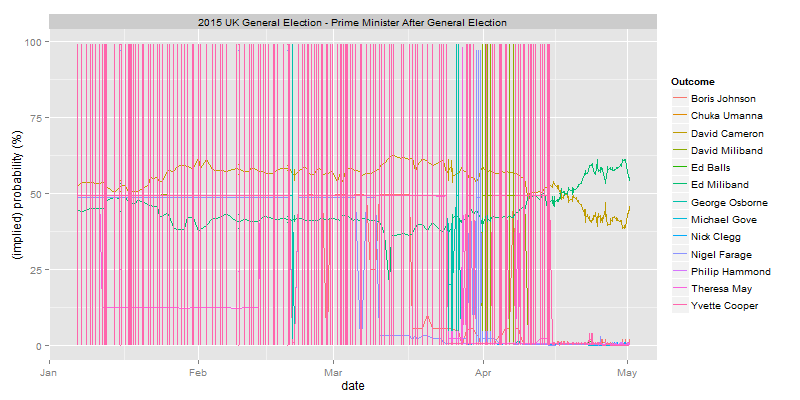 2015 UK General Election - Prime Minister After General Election
(implied) probability (%)
100
75
50
25
0
Jan
Feb
Mar
Apr
May
date
Outcome
Boris Johnson
Chuka Umanna
David Cameron
David Miliband
Ed Balls
Ed Miliband
George Osborne
Michael Gove
Nick Clegg
Nigel Farage
Philip Hammond
Theresa May
Yvette Cooper